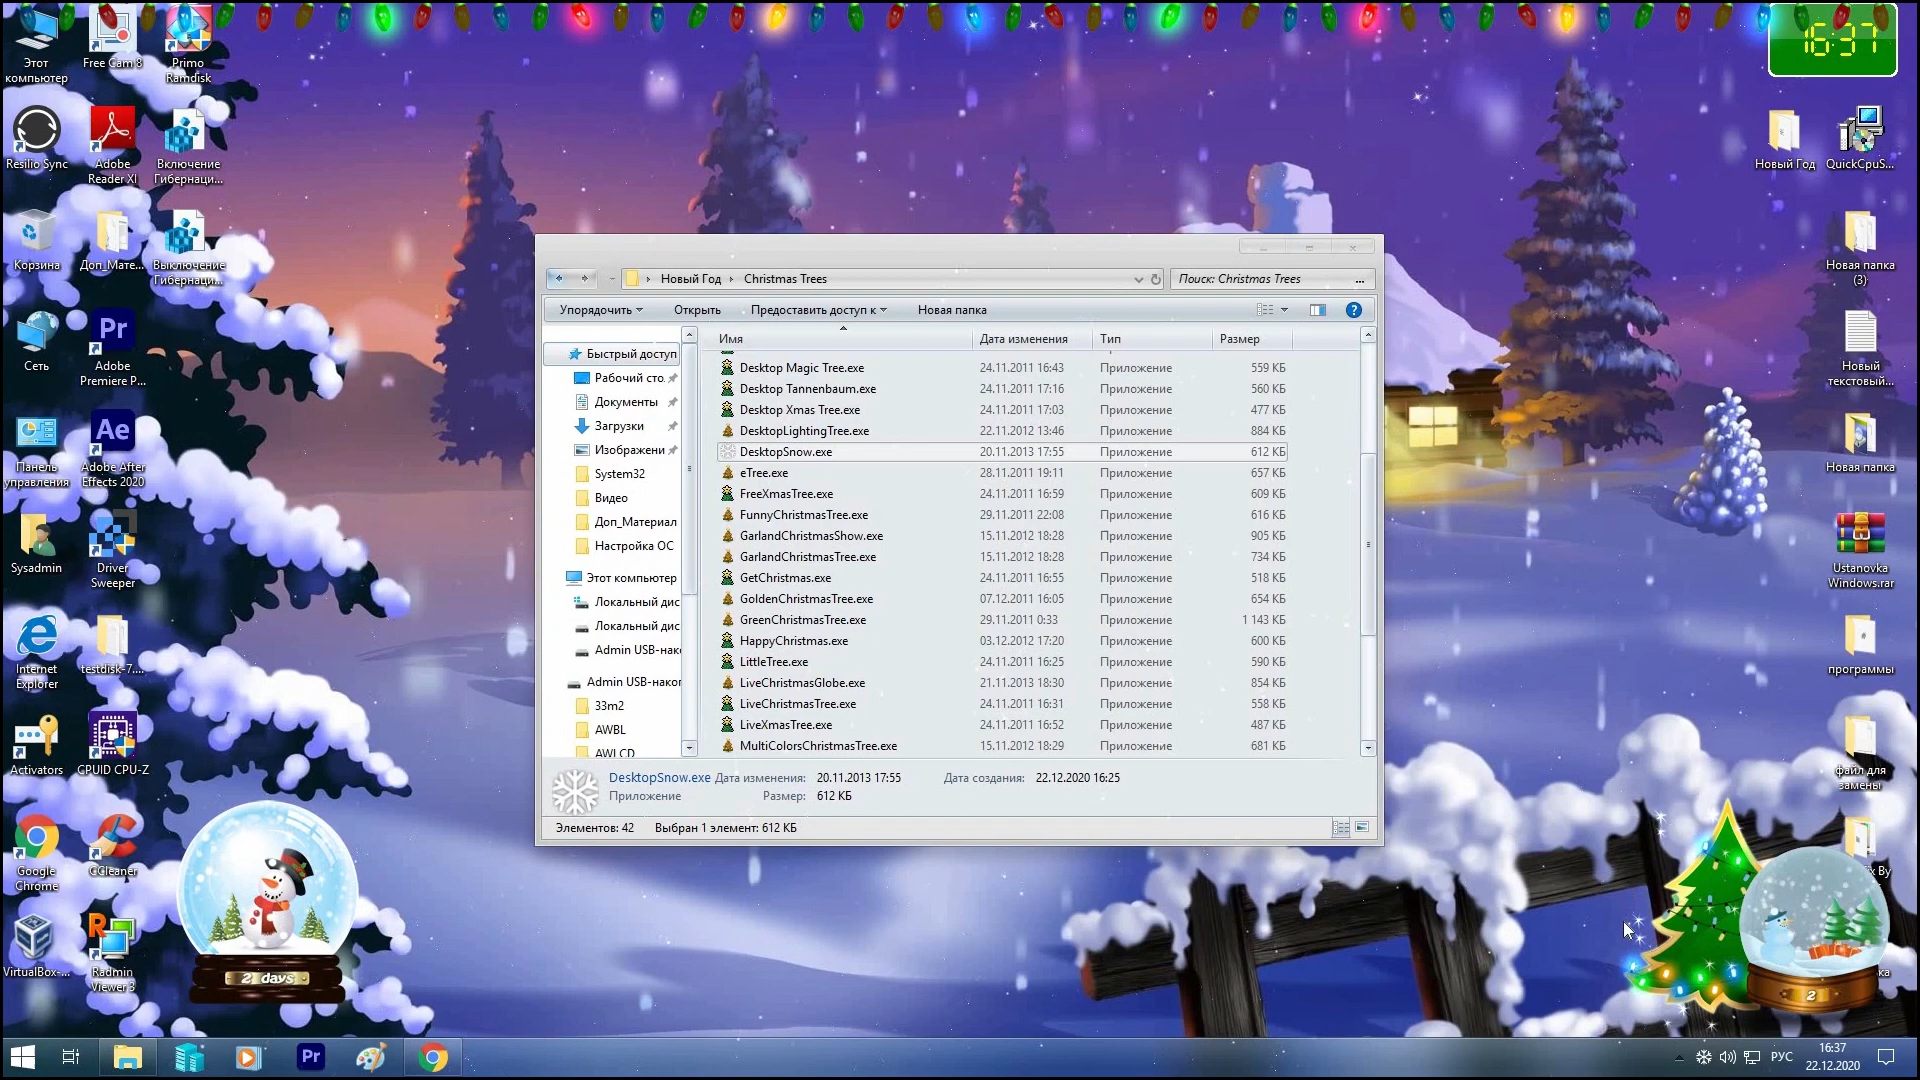 Этот
компьютер
Free Cam 8
Primo
Ramdisk
16:37
Resilio Sync
Adobe
Reader XI
Включение
Гибернаци...
Новый Год
QuickCpuS...
Корзина
Доп_Мате...
Выключение
Гибернаци...
Новая папка
(3)
Сеть
Adobe
Premiere P...
Новый
текстовый...
Панель
управления
Adobe After
Effects 2020
Новая папка
Sysadmin
Driver
Sweeper
Ustanovka
Windows.rar
Internet
Explorer
testdisk-7....
программы
Activators
CPUID CPU-Z
файл для
замены
Google
Chrome
CCleaner
VirtualBox-...
Radmin
Viewer 3
2 days
2
Новый Год › Christmas Trees
Поиск: Christmas Trees
Упорядочить Открыть Предоставить доступ к Новая папка
Имя Дата изменения Тип Размер
Быстрый доступ
Рабочий сто.
Документы
Загрузки
Изображени
System32
Видео
Доп_Материал
Настройка ОС
Этот компьютер
Локальный дис
Локальный дис
Admin USB-нак
Admin USB-нако
33m2
AWBL
AWLCD
Desktop Magic Tree.exe 24.11.2011 16:43 Приложение 559 КБ
Desktop Tannenbaum.exe 24.11.2011 17:16 Приложение 560 КБ
Desktop Xmas Tree.exe 24.11.2011 17:03 Приложение 477 КБ
DesktopLightingTree.exe 22.11.2012 13:46 Приложение 884 КБ
DesktopSnow.exe 20.11.2013 17:55 Приложение 612 КБ
eTree.exe 28.11.2011 19:11 Приложение 657 КБ
FreeXmasTree.exe 24.11.2011 16:59 Приложение 609 КБ
FunnyChristmasTree.exe 29.11.2011 22:08 Приложение 616 КБ
GarlandChristmasShow.exe 15.11.2012 18:28 Приложение 905 КБ
GarlandChristmasTree.exe 15.11.2012 18:28 Приложение 734 КБ
GetChristmas.exe 24.11.2011 16:55 Приложение 518 КБ
GoldenChristmasTree.exe 07.12.2011 16:05 Приложение 654 КБ
GreenChristmasTree.exe 29.11.2011 0:33 Приложение 1 143 КБ
HappyChristmas.exe 03.12.2012 17:20 Приложение 600 КБ
LittleTree.exe 24.11.2011 16:25 Приложение 590 КБ
LiveChristmasGlobe.exe 21.11.2013 18:30 Приложение 854 КБ
LiveChristmasTree.exe 24.11.2011 16:31 Приложение 558 КБ
LiveXmasTree.exe 24.11.2011 16:52 Приложение 487 КБ
MultiColorsChristmasTree.exe 15.11.2012 18:29 Приложение 681 КБ
DesktopSnow.exe Дата изменения: 20.11.2013 17:55 Дата создания: 22.12.2020 16:25
Приложение Размер: 612 КБ
Элементов: 42 Выбран 1 элемент: 612 КБ
РУС
16:37
22.12.2020